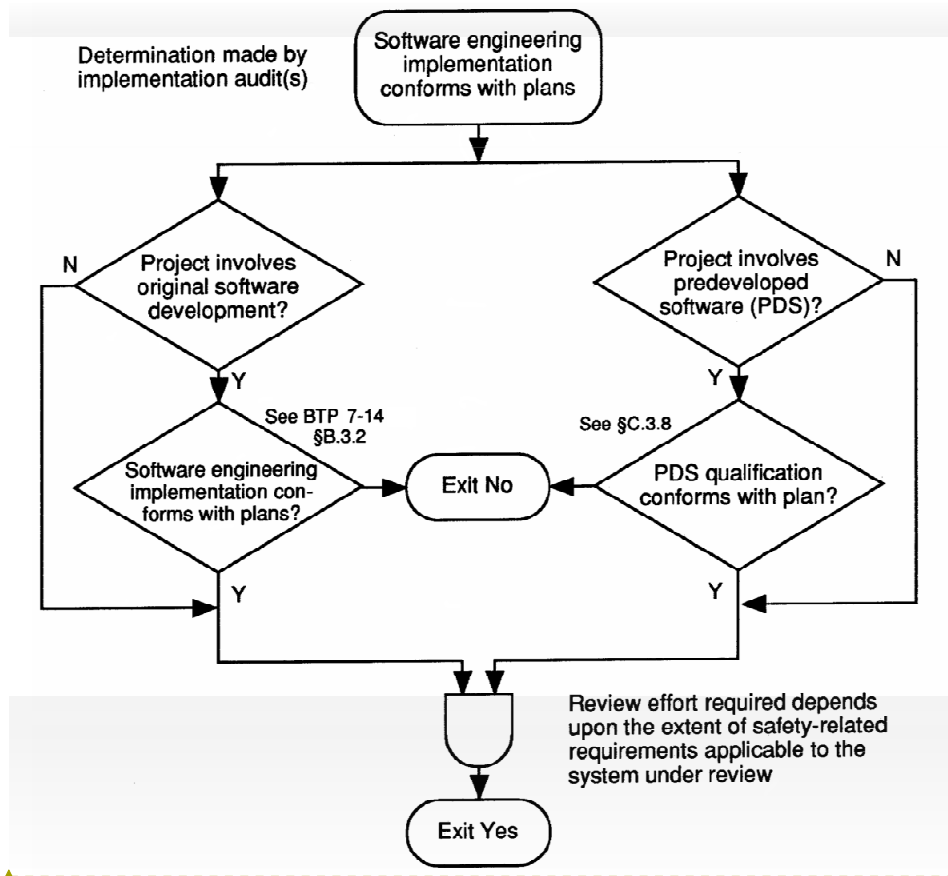 Determination made by
implementation audit(s)
Software engineering
implementation
conforms with plans
N
Project involves
original software
development?
Project involves
predeveloped
software (PDS)?
N
Y
Y
See BTP 7-14
§B.3.2
See §C.3.8
Software engineering
implementation con-
forms with plans?
Exit No
PDS qualification
conforms with plan?
Y
Y
Review effort required depends
upon the extent of safety-related
requirements applicable to the
system under review
Exit Yes